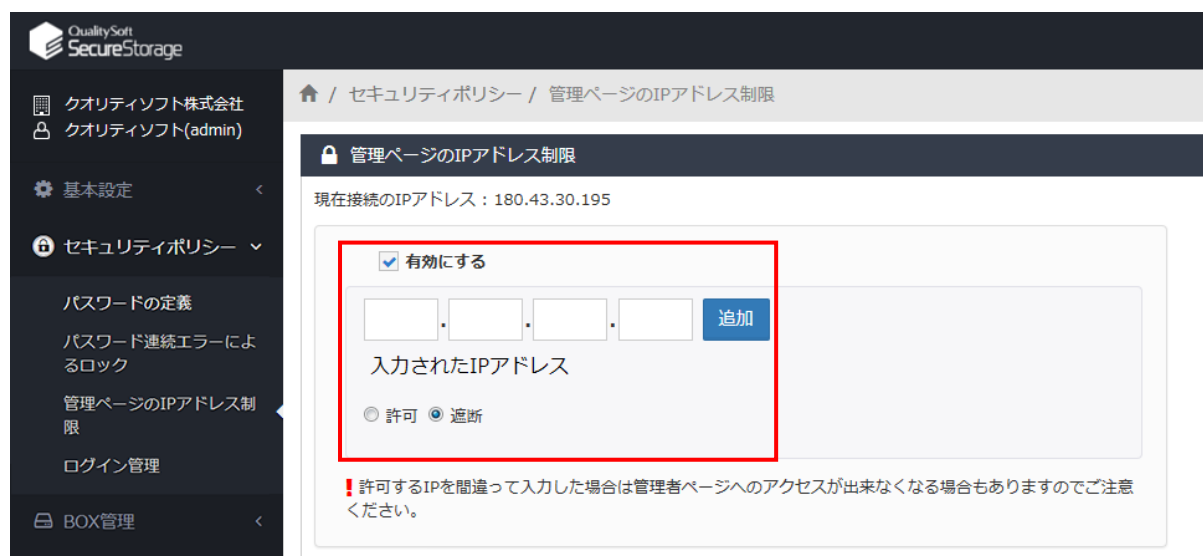 QualitySoft
SecureStorage
クオリティソフト株式会社
クオリティソフト(admin)
基本設定
セキュリティポリシー
パスワードの定義
パスワード連続エラーによ
るロック
管理ページのIPアドレス制
限
ログイン管理
BOX管理
/ セキュリティポリシー / 管理ページのIPアドレス制限
管理ページのIPアドレス制限
現在接続のIPアドレス：180.43.30.195
有効にする
. . . 追加
入力されたIPアドレス
許可 遮断
！許可するIPを間違って入力した場合は管理者ページへのアクセスが出来なくなる場合もありますのでご注意
ください。